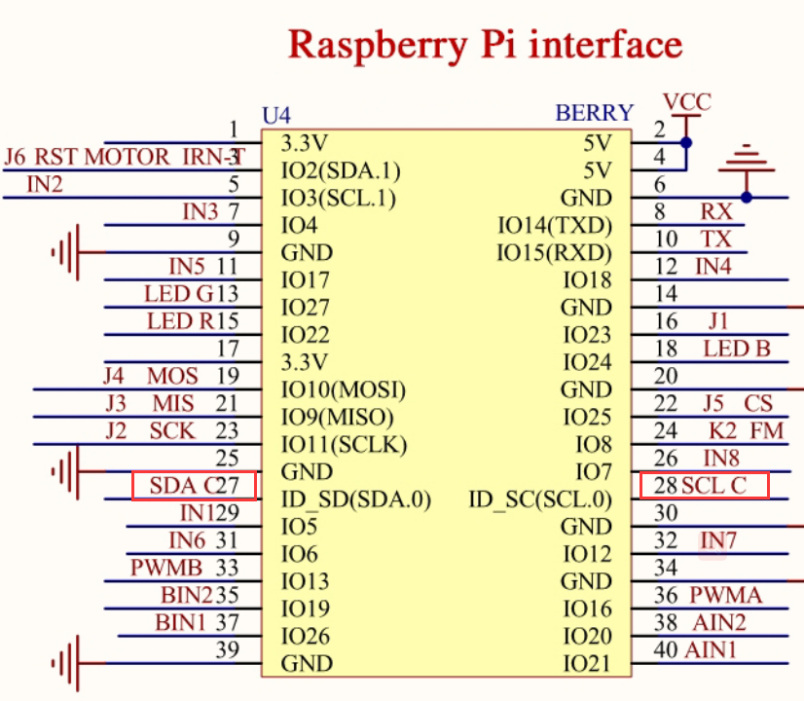 Raspberry Pi interface
U4 BERRY VCC
1 3.3V 5V 2
J6 RST MOTOR IRN-T 3 IO2(SDA.1) 5V 4
IN2 5 IO3(SCL.1) GND 6
IN3 7 IO4 IO14(TXD) 8 RX
9 GND IO15(RXD) 10 TX
IN5 11 IO17 IO18 12 IN4
LED G 13 IO27 GND 14
LED R 15 IO22 IO23 16 J1
17 3.3V IO24 18 LED B
J4 MOS 19 IO10(MOSI) GND 20
J3 MIS 21 IO9(MISO) IO25 22 J5 CS
J2 SCK 23 IO11(SCLK) IO8 24 K2 FM
25 GND IO7 26 IN8
SDA C 27 ID_SD(SDA.0) ID_SC(SCL.0) 28 SCL C
IN1 29 IO5 GND 30
IN6 31 IO6 IO12 32 IN7
PWMB 33 IO13 GND 34
BIN2 35 IO19 IO16 36 PWMA
BIN1 37 IO26 IO20 38 AIN2
39 GND IO21 40 AIN1